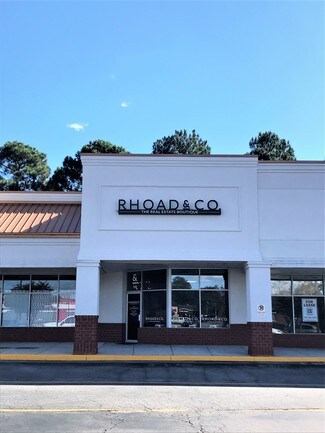 RHOAD & CO.
THE REAL ESTATE BOUTIQUE
&
FOR
LEASE